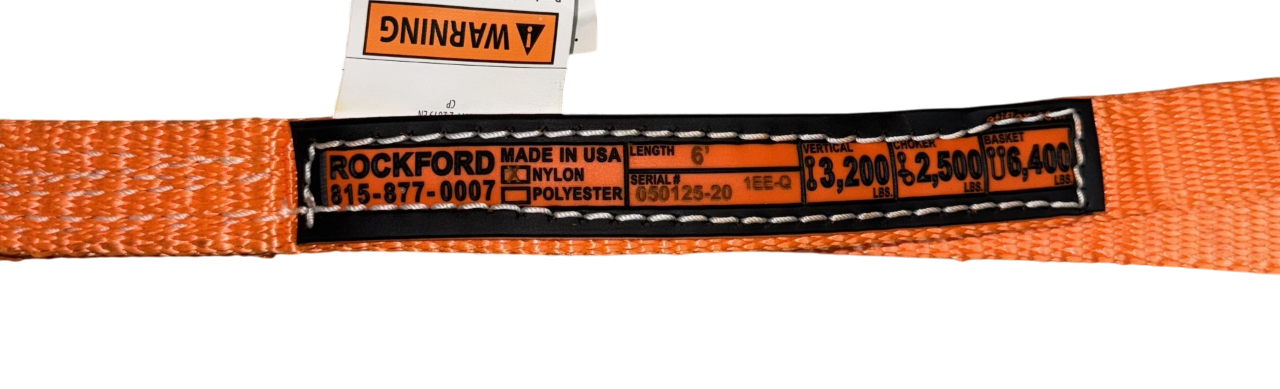 WARNING
CP
ROCKFORD
815-877-0007
MADE IN USA
X NYLON
POLYESTER
LENGTH 6'
SERIAL# 050125-20 1EE-Q
VERTICAL
3,200
LBS.
CHOKER
2,500
LBS.
BASKET
6,400
LBS.